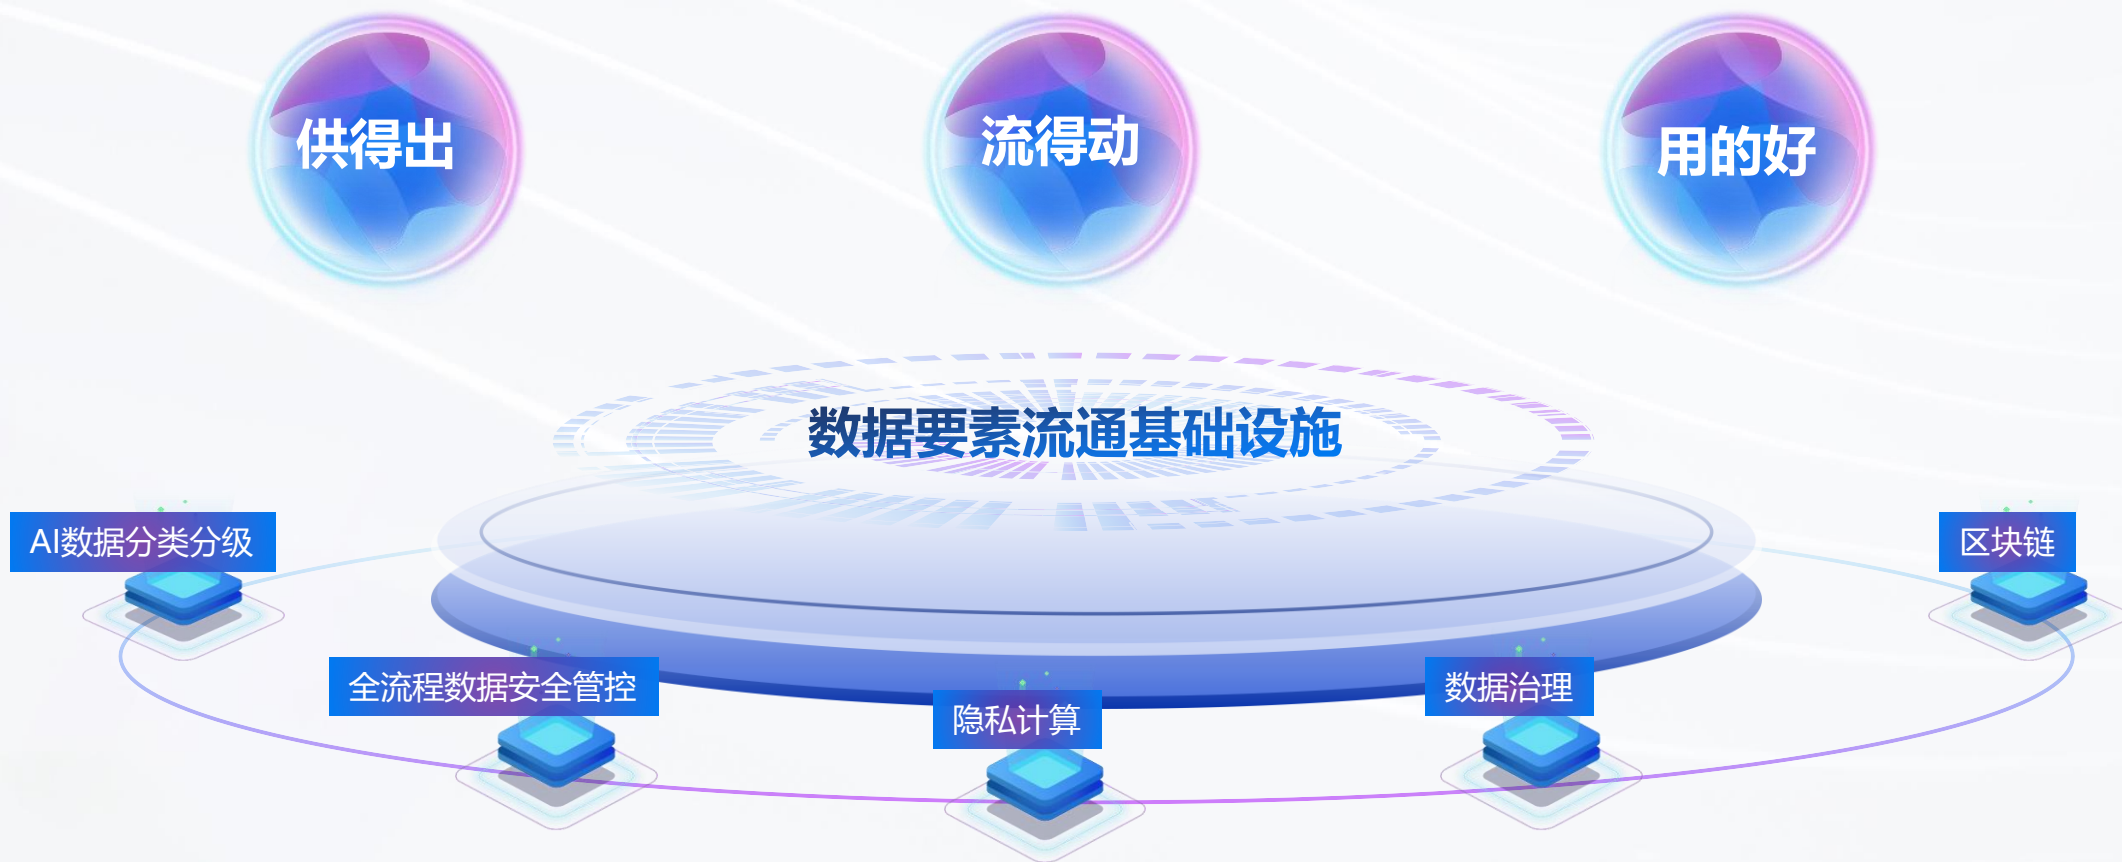 供得出
流得动
用的好
数据要素流通基础设施
AI数据分类分级
区块链
全流程数据安全管控
数据治理
隐私计算